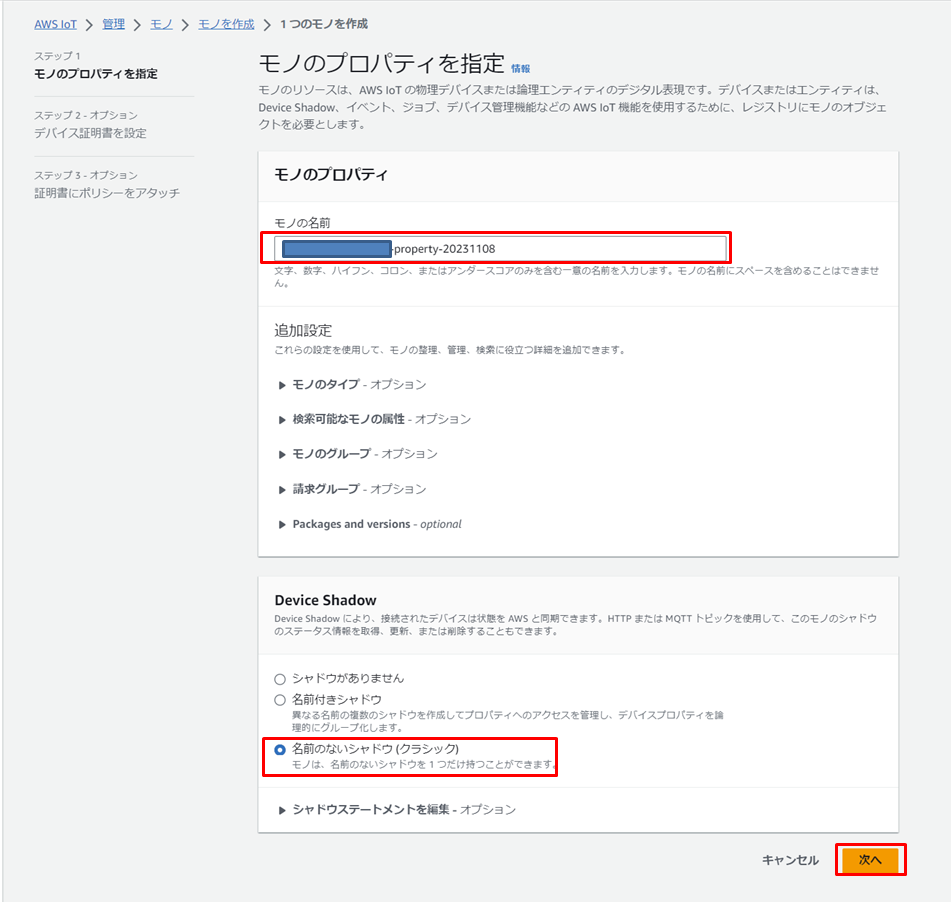 AWS IoT > 管理 > モノ > モノを作成 > 1 つのモノを作成
ステップ 1
モノのプロパティを指定
ステップ 2 - オプション
デバイス証明書を設定
ステップ 3 - オプション
証明書にポリシーをアタッチ
モノのプロパティを指定 情報
モノのリソースは、AWS IoT の物理デバイスまたは論理エンティティのデジタル表現です。デバイスまたはエンティティは、
Device Shadow、イベント、ジョブ、デバイス管理機能などの AWS IoT 機能を使用するために、レジストリにモノのオブジェ
クトを必要とします。
モノのプロパティ
モノの名前
-property-20231108
文字、数字、ハイフン、コロン、またはアンダースコアのみを含む一意の名前を入力します。モノの名前にスペースを含めることはできませ
ん。
追加設定
これらの設定を使用して、モノの整理、管理、検索に役立つ詳細を追加できます。
モノのタイプ - オプション
検索可能なモノの属性 - オプション
モノのグループ - オプション
請求グループ - オプション
Packages and versions - optional
Device Shadow
Device Shadow により、接続されたデバイスは状態を AWS と同期できます。HTTP または MQTT トピックを使用して、このモノのシャドウ
のステータス情報を取得、更新、または削除することもできます。
シャドウがありません
名前付きシャドウ
異なる名前の複数のシャドウを作成してプロパティへのアクセスを管理し、デバイスプロパティを論
理的にグループ化します。
名前のないシャドウ (クラシック)
モノは、名前のないシャドウを 1 つだけ持つことができます。
シャドウステートメントを編集 - オプション
キャンセル 次へ